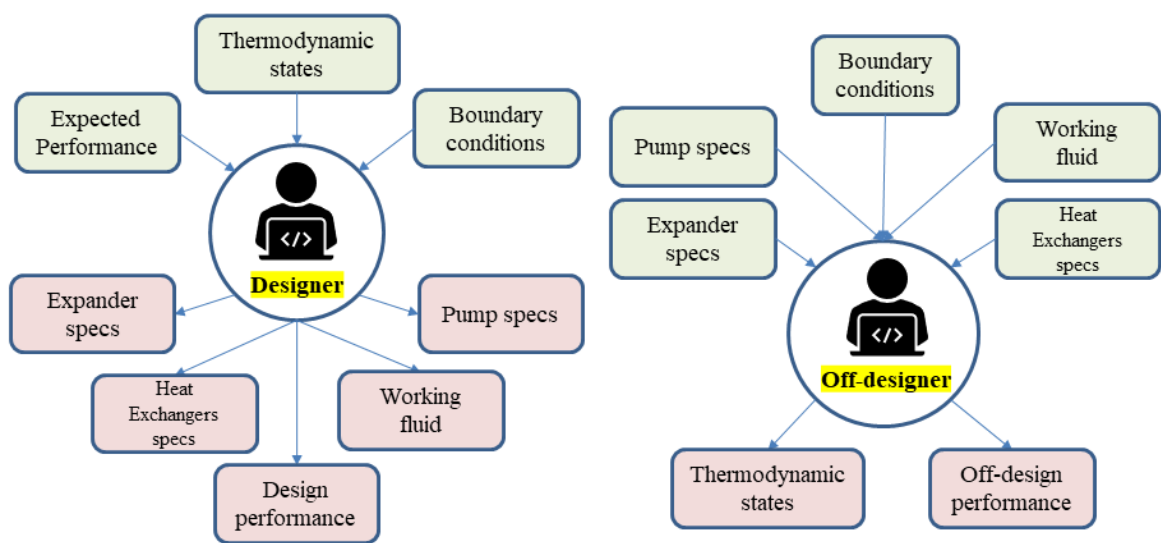 Thermodynamic
states
Expected
Performance
Boundary
conditions
</>
Designer
Expander
specs
Pump specs
Heat
Exchangers
specs
Working
fluid
Design
performance
Boundary
conditions
Pump specs
Working
fluid
Expander
specs
Heat
Exchangers
specs
</>
Off-designer
Thermodynamic
states
Off-design
performance